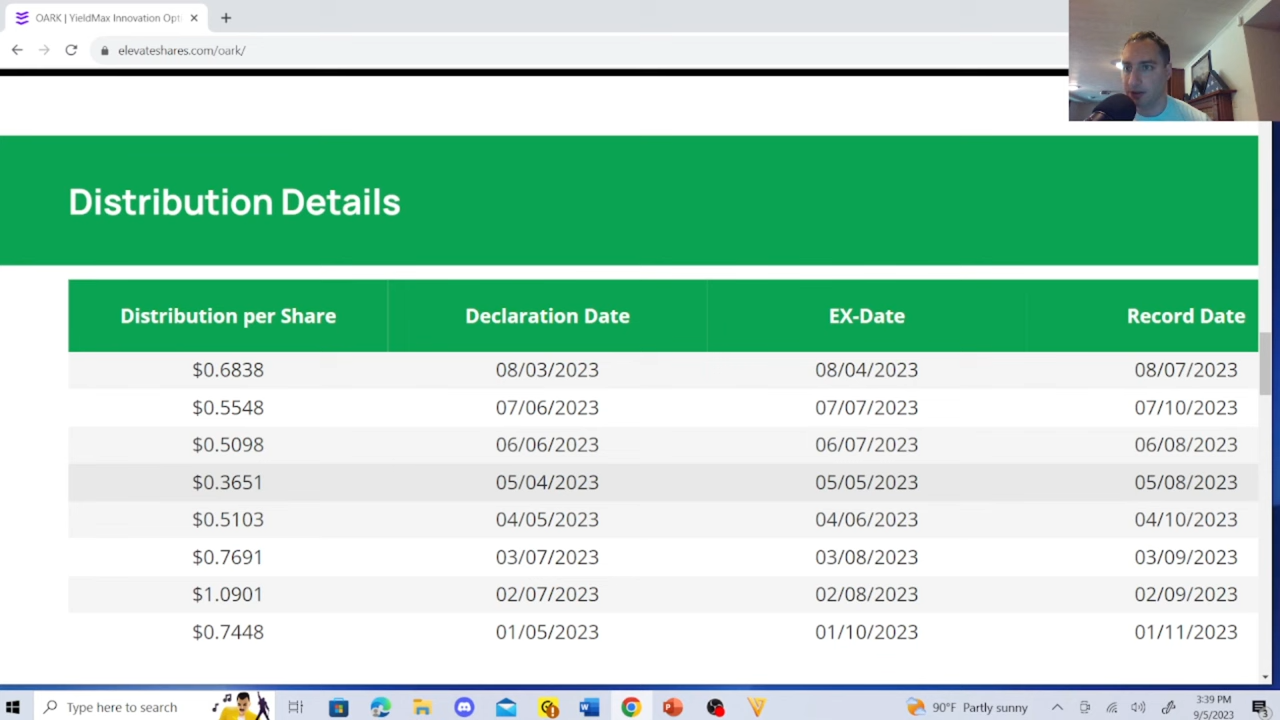 OARK | YieldMax Innovation Opti
elevateshares.com/oark/
Distribution Details
Distribution per Share Declaration Date EX-Date Record Date
$0.6838 08/03/2023 08/04/2023 08/07/2023
$0.5548 07/06/2023 07/07/2023 07/10/2023
$0.5098 06/06/2023 06/07/2023 06/08/2023
$0.3651 05/04/2023 05/05/2023 05/08/2023
$0.5103 04/05/2023 04/06/2023 04/10/2023
$0.7691 03/07/2023 03/08/2023 03/09/2023
$1.0901 02/07/2023 02/08/2023 02/09/2023
$0.7448 01/05/2023 01/10/2023 01/11/2023
Type here to search
90°F Partly sunny
3:39 PM
9/5/2023